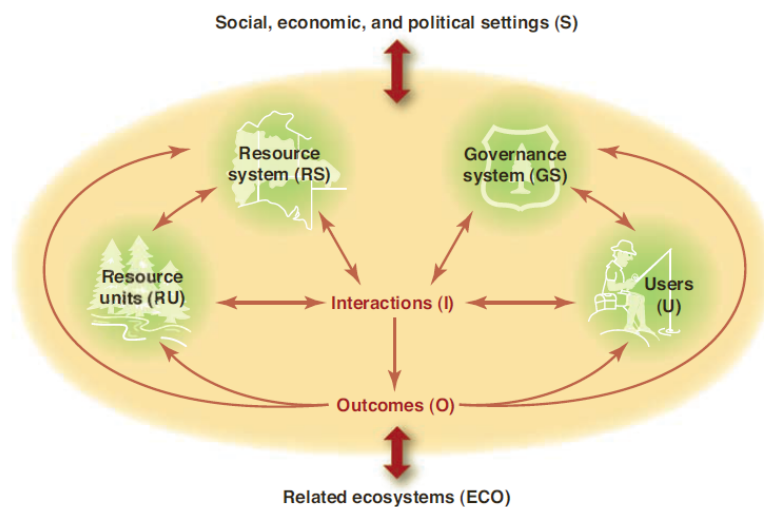 Social, economic, and political settings (S)
Resource
system (RS)
Governance
system (GS)
Resource
units (RU)
Interactions (I)
Users
(U)
Outcomes (O)
Related ecosystems (ECO)